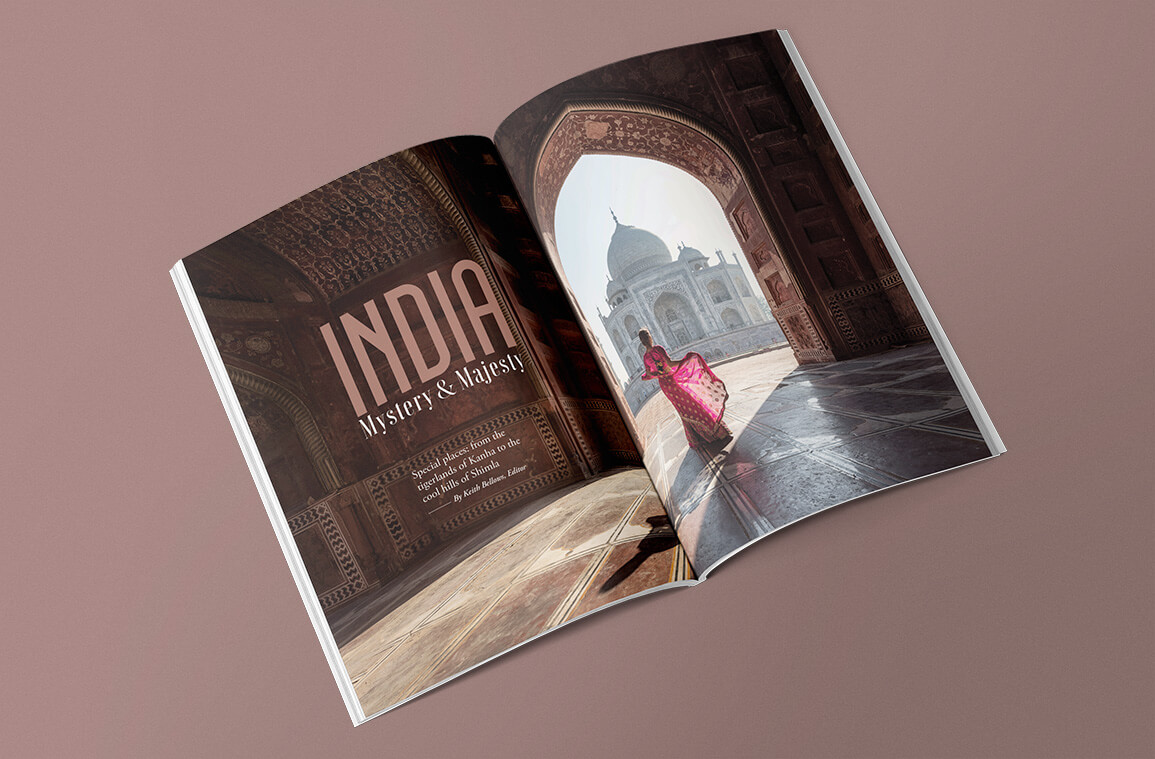 INDIA
Mystery & Majesty
Special places: from the
tigerlands of Kanha to the
cool hills of Shimla
By Keith Bellows, Editor